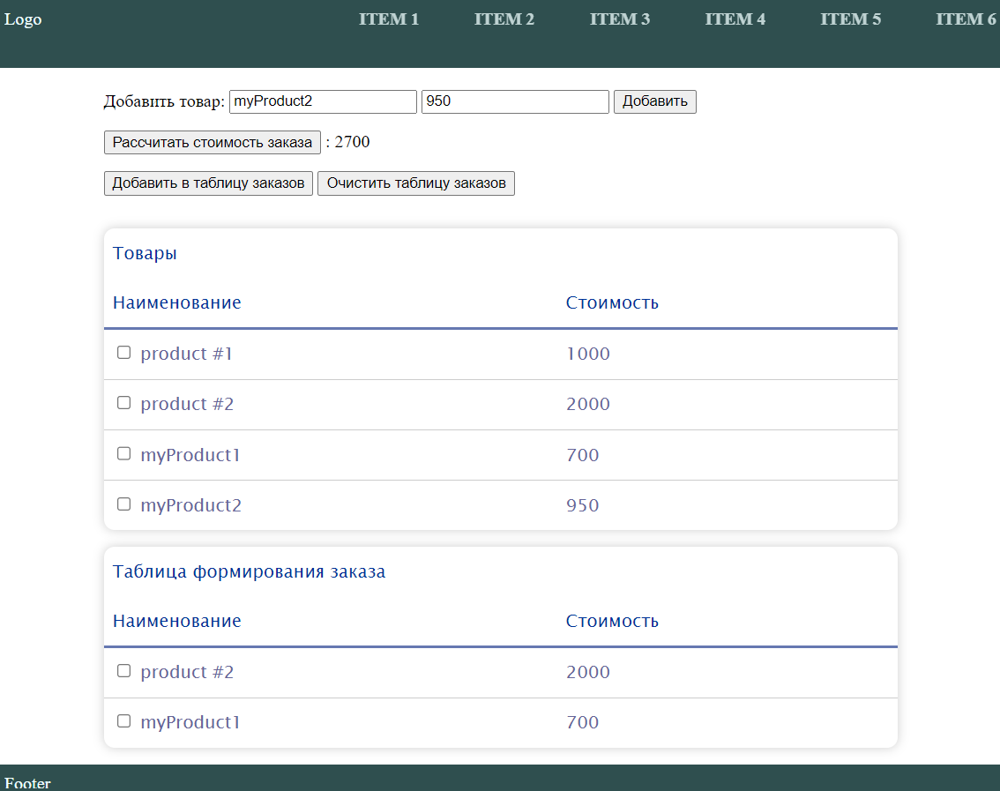 Logo ITEM 1 ITEM 2 ITEM 3 ITEM 4 ITEM 5 ITEM 6
Добавить товар: myProduct2 950 Добавить
Рассчитать стоимость заказа : 2700
Добавить в таблицу заказов Очистить таблицу заказов
Товары
Наименование Стоимость
product #1 1000
product #2 2000
myProduct1 700
myProduct2 950
Таблица формирования заказа
Наименование Стоимость
product #2 2000
myProduct1 700
Footer